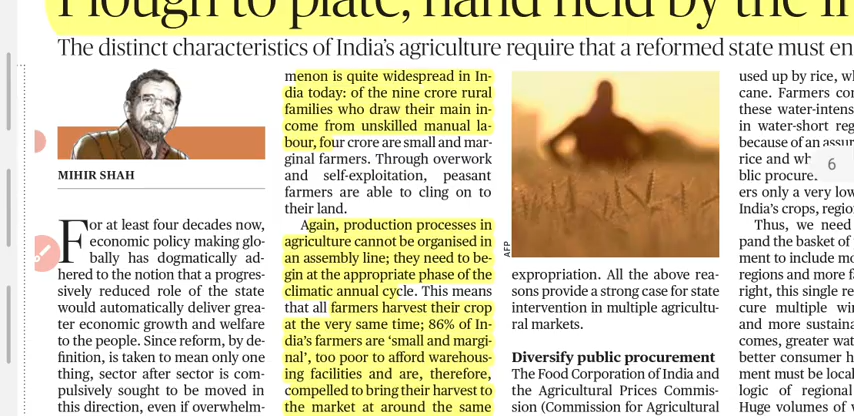 The distinct characteristics of India's agriculture require that a reformed state must en
MIHIR SHAH
For at least four decades now,
economic policy making glo-
bally has dogmatically ad-
hered to the notion that a progres-
sively reduced role of the state
would automatically deliver grea-
ter economic growth and welfare
to the people. Since reform, by de-
finition, is taken to mean only one
thing, sector after sector is com-
pulsively sought to be moved in
this direction, even if overwhelm-
menon is quite widespread in In-
dia today: of the nine crore rural
families who draw their main in-
come from unskilled manual la-
bour, four crore are small and mar-
ginal farmers. Through overwork
and self-exploitation, peasant
farmers are able to cling on to
their land.
Again, production processes in
agriculture cannot be organised in
an assembly line; they need to be-
gin at the appropriate phase of the
climatic annual cycle. This means
that all farmers harvest their crop
at the very same time; 86% of In-
dia's farmers are 'small and margi-
nal', too poor to afford warehous-
ing facilities and are, therefore,
compelled to bring their harvest to
the market at around the same
AFP
expropriation. All the above rea-
sons provide a strong case for state
intervention in multiple agricultu-
ral markets.
Diversify public procurement
The Food Corporation of India and
the Agricultural Prices Commis-
sion (Commission for Agricultural
used up by rice, wh
cane. Farmers con
these water-intens
in water-short reg
because of an assur
rice and wh
blic procure
6
ers only a very low
India's crops, regio
Thus, we need
pand the basket of
ment to include mo
regions and more fa
right, this single re
cure multiple win
and more sustaina
comes, greater wat
better consumer h
ment must be local
logic of regional
Huge volumes of